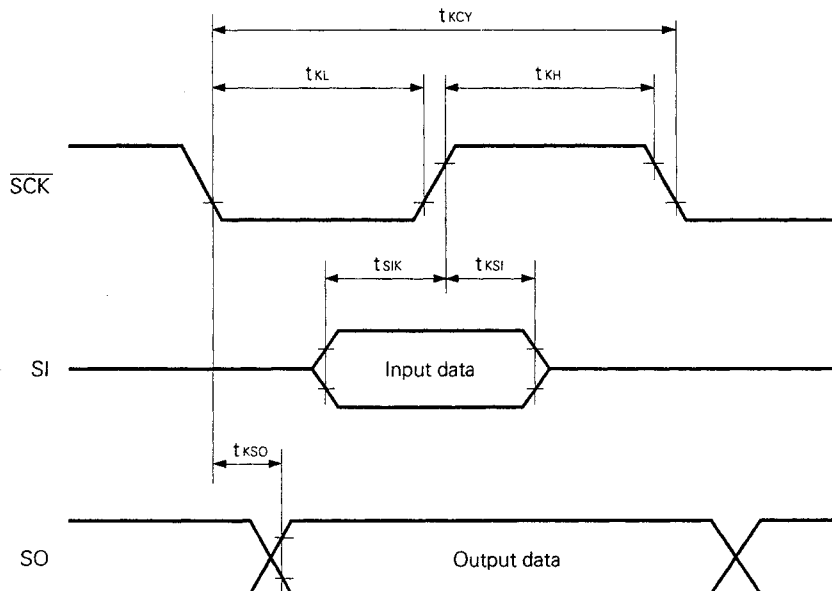 tKCY
tKL
tKH
SCK
tSIK
tKSI
SI
Input data
tKSO
SO
Output data